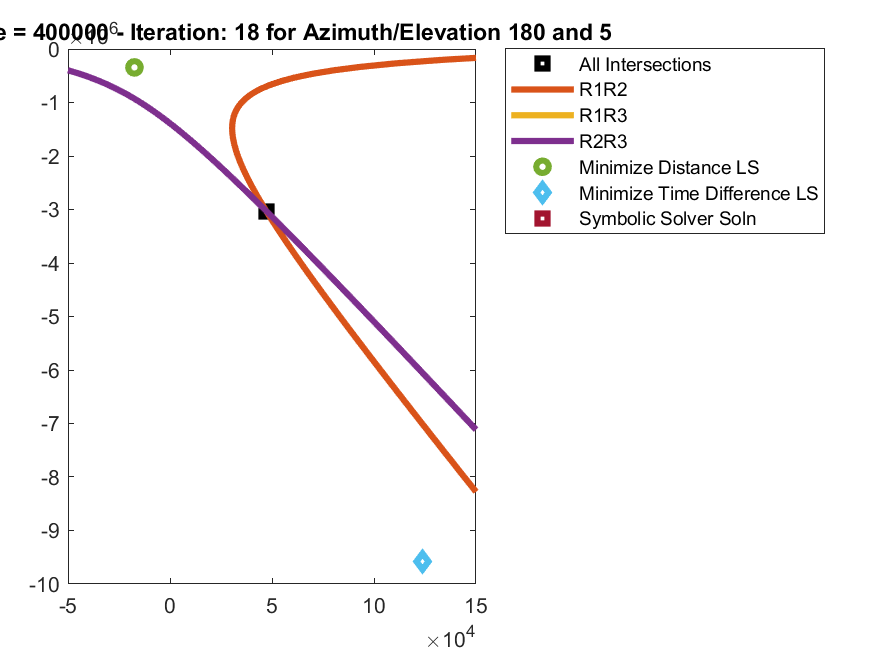 e = 400000 - Iteration: 18 for Azimuth/Elevation 180 and 5
×10^6
0
-1
-2
-3
-4
-5
-6
-7
-8
-9
-10
-5 0 5 10 15
×10^4
All Intersections
R1R2
R1R3
R2R3
Minimize Distance LS
Minimize Time Difference LS
Symbolic Solver Soln